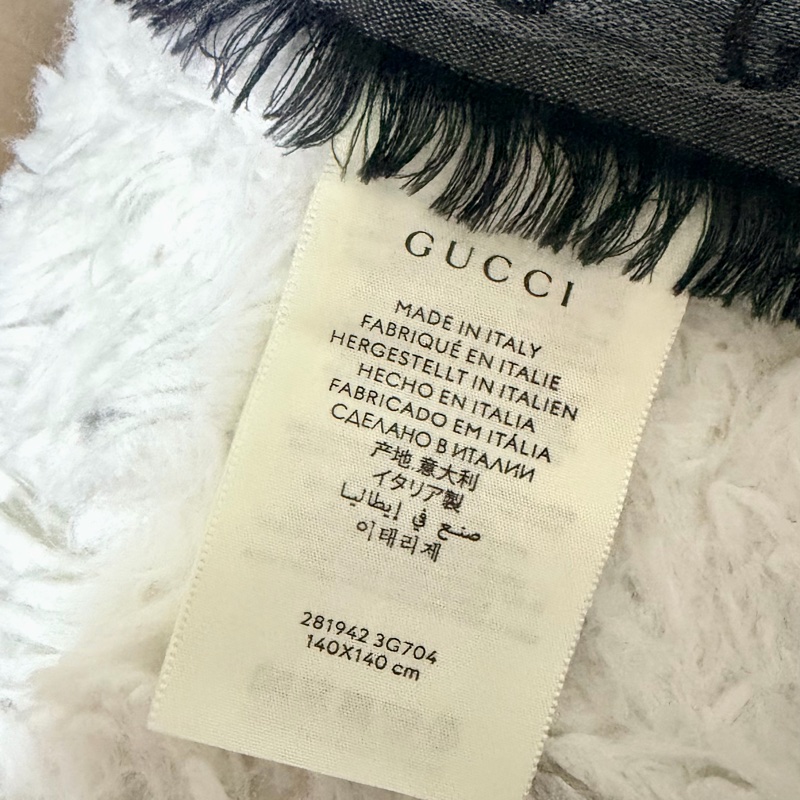 GUCCI
MADE IN ITALY
FABRIQUÉ EN ITALIE
HERGESTELLT IN ITALIEN
HECHO EN ITALIA
FABRICADO EM ITÁLIA
СДЕЛАНО В ИТАЛИИ
产地.意大利
イタリア製
صنع في إيطاليا
이태리제
281942 3G704
140X140 cm